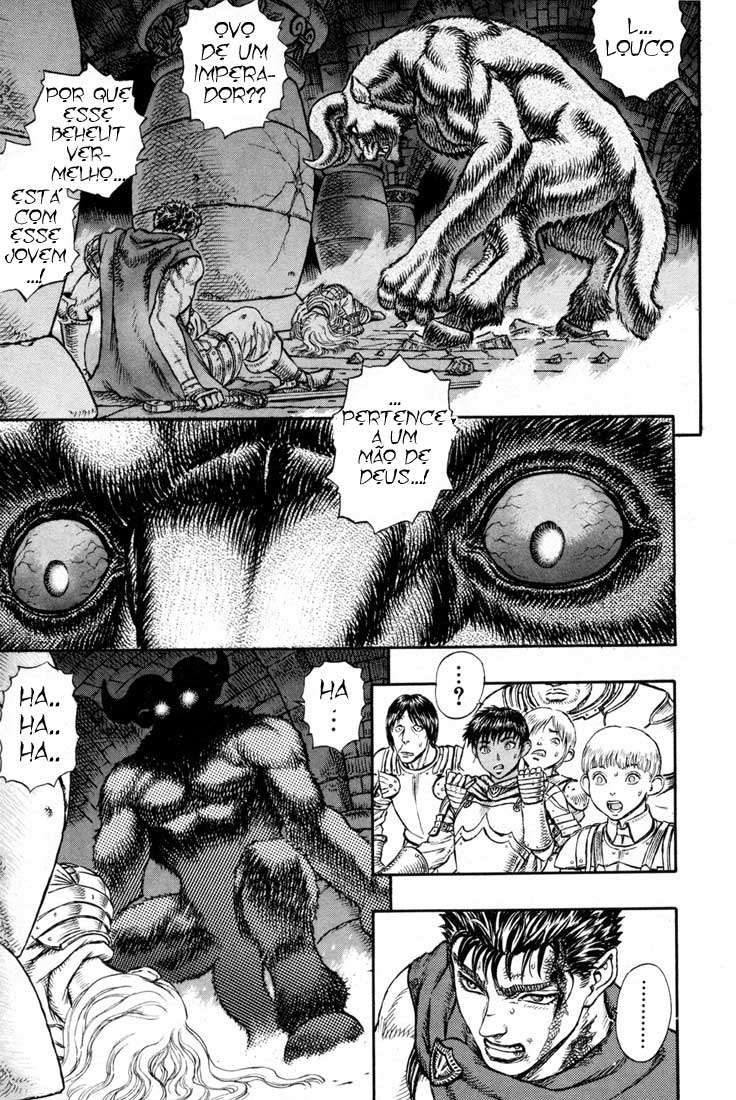 L...
LOUCO
OVO
DE UM
IMPERA-
DOR??
POR QUE
ESSE
BEHELIT
VER-
MELHO...
ESTÁ
COM
ESSE
JOVEM
...!
...
PERTENCE
A UM
MÃO DE
DEUS...!
...
?
HA
...
HA..
HA..
HA..
........